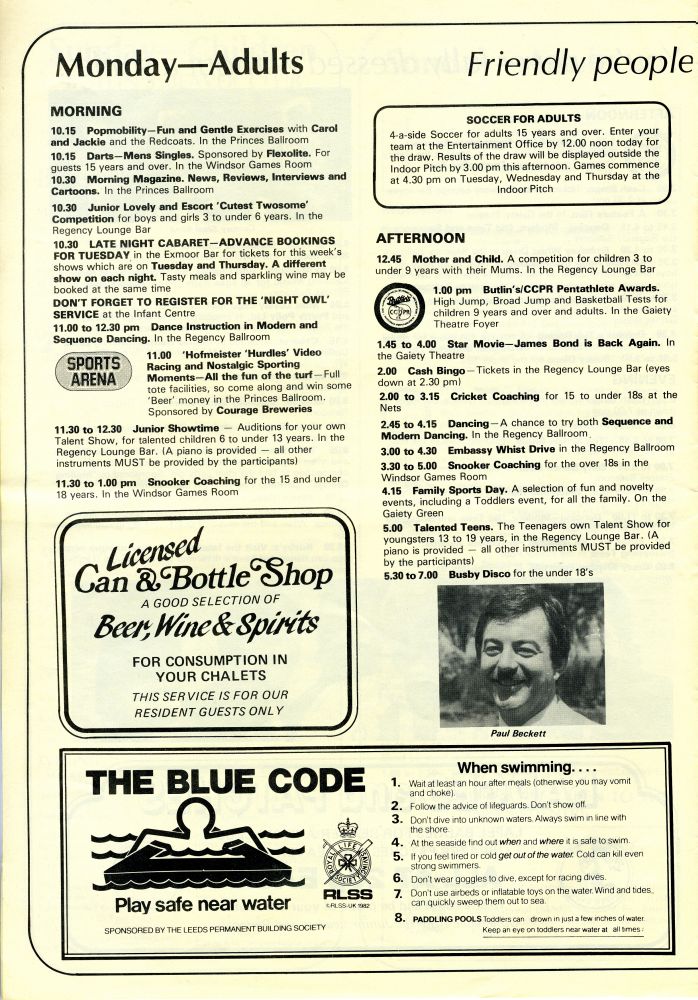 Monday—Adults
Friendly people
MORNING
10.15 Popmobility—Fun and Gentle Exercises with Carol
and Jackie and the Redcoats. In the Princes Ballroom
10.15 Darts—Mens Singles. Sponsored by Flexolite. For
guests 15 years and over. In the Windsor Games Room
10.30 Morning Magazine. News, Reviews, Interviews and
Cartoons. In the Princes Ballroom
10.30 Junior Lovely and Escort 'Cutest Twosome'
Competition for boys and girls 3 to under 6 years. In the
Regency Lounge Bar
10.30 LATE NIGHT CABARET—ADVANCE BOOKINGS
FOR TUESDAY in the Exmoor Bar for tickets for this week's
shows which are on Tuesday and Thursday. A different
show on each night. Tasty meals and sparkling wine may be
booked at the same time
DON'T FORGET TO REGISTER FOR THE 'NIGHT OWL'
SERVICE at the Infant Centre
11.00 to 12.30 pm Dance Instruction in Modern and
Sequence Dancing. In the Regency Ballroom
SPORTS
ARENA
11.00 'Hofmeister 'Hurdles' Video
Racing and Nostalgic Sporting
Moments—All the fun of the turf—Full
tote facilities, so come along and win some
'Beer' money in the Princes Ballroom.
Sponsored by Courage Breweries
11.30 to 12.30 Junior Showtime — Auditions for your own
Talent Show, for talented children 6 to under 13 years. In the
Regency Lounge Bar. (A piano is provided — all other
instruments MUST be provided by the participants)
11.30 to 1.00 pm Snooker Coaching for the 15 and under
18 years. In the Windsor Games Room
Licensed
Can & Bottle Shop
A GOOD SELECTION OF
Beer, Wine & Spirits
FOR CONSUMPTION IN
YOUR CHALETS
THIS SERVICE IS FOR OUR
RESIDENT GUESTS ONLY
SOCCER FOR ADULTS
4-a-side Soccer for adults 15 years and over. Enter your
team at the Entertainment Office by 12.00 noon today for
the draw. Results of the draw will be displayed outside the
Indoor Pitch by 3.00 pm this afternoon. Games commence
at 4.30 pm on Tuesday, Wednesday and Thursday at the
Indoor Pitch
AFTERNOON
12.45 Mother and Child. A competition for children 3 to
under 9 years with their Mums. In the Regency Lounge Bar
Butlin's
CCPR
1.00 pm Butlin's/CCPR Pentathlete Awards.
High Jump, Broad Jump and Basketball Tests for
children 9 years and over and adults. In the Gaiety
Theatre Foyer
1.45 to 4.00 Star Movie—James Bond is Back Again. In
the Gaiety Theatre
2.00 Cash Bingo—Tickets in the Regency Lounge Bar (eyes
down at 2.30 pm)
2.00 to 3.15 Cricket Coaching for 15 to under 18s at the
Nets
2.45 to 4.15 Dancing—A chance to try both Sequence and
Modern Dancing. In the Regency Ballroom.
3.00 to 4.30 Embassy Whist Drive in the Regency Ballroom
3.30 to 5.00 Snooker Coaching for the over 18s in the
Windsor Games Room
4.15 Family Sports Day. A selection of fun and novelty
events, including a Toddlers event, for all the family. On the
Gaiety Green
5.00 Talented Teens. The Teenagers own Talent Show for
youngsters 13 to 19 years, in the Regency Lounge Bar. (A
piano is provided — all other instruments MUST be provided
by the participants)
5.30 to 7.00 Busby Disco for the under 18's
Paul Beckett
THE BLUE CODE
Play safe near water
SPONSORED BY THE LEEDS PERMANENT BUILDING SOCIETY
ROYAL LIFE SAVING SOCIETY
RLSS
©RLSS-UK 1982
When swimming. . . .
1. Wait at least an hour after meals (otherwise you may vomit
and choke).
2. Follow the advice of lifeguards. Don't show off.
3. Don't dive into unknown waters. Always swim in line with
the shore.
4. At the seaside find out when and where it is safe to swim.
5. If you feel tired or cold get out of the water. Cold can kill even
strong swimmers.
6. Don't wear goggles to dive, except for racing dives.
7. Don't use airbeds or inflatable toys on the water. Wind and tides,
can quickly sweep them out to sea.
8. PADDLING POOLS Toddlers can drown in just a few inches of water.
Keep an eye on toddlers near water at all times.